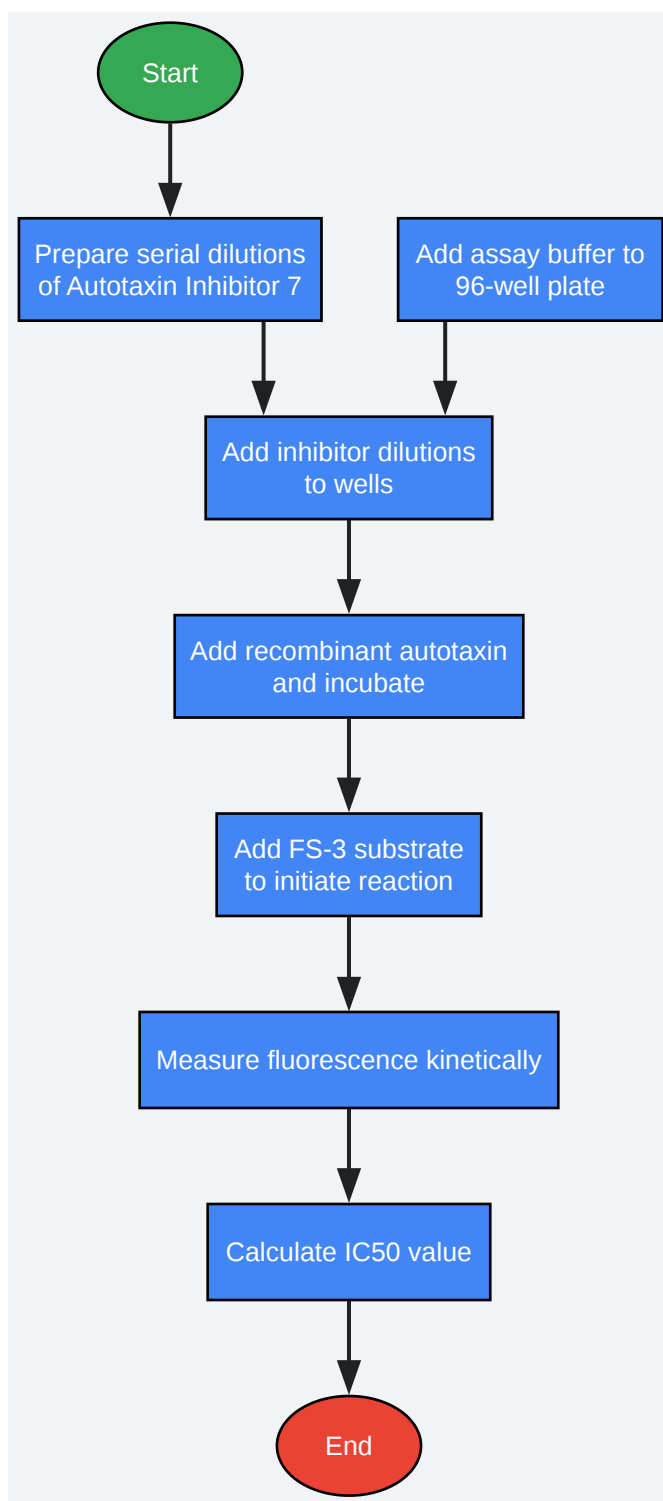 Start
Prepare serial dilutions
of Autotaxin Inhibitor 7
Add assay buffer to
96-well plate
Add inhibitor dilutions
to wells
Add recombinant autotaxin
and incubate
Add FS-3 substrate
to initiate reaction
Measure fluorescence kinetically
Calculate IC50 value
End